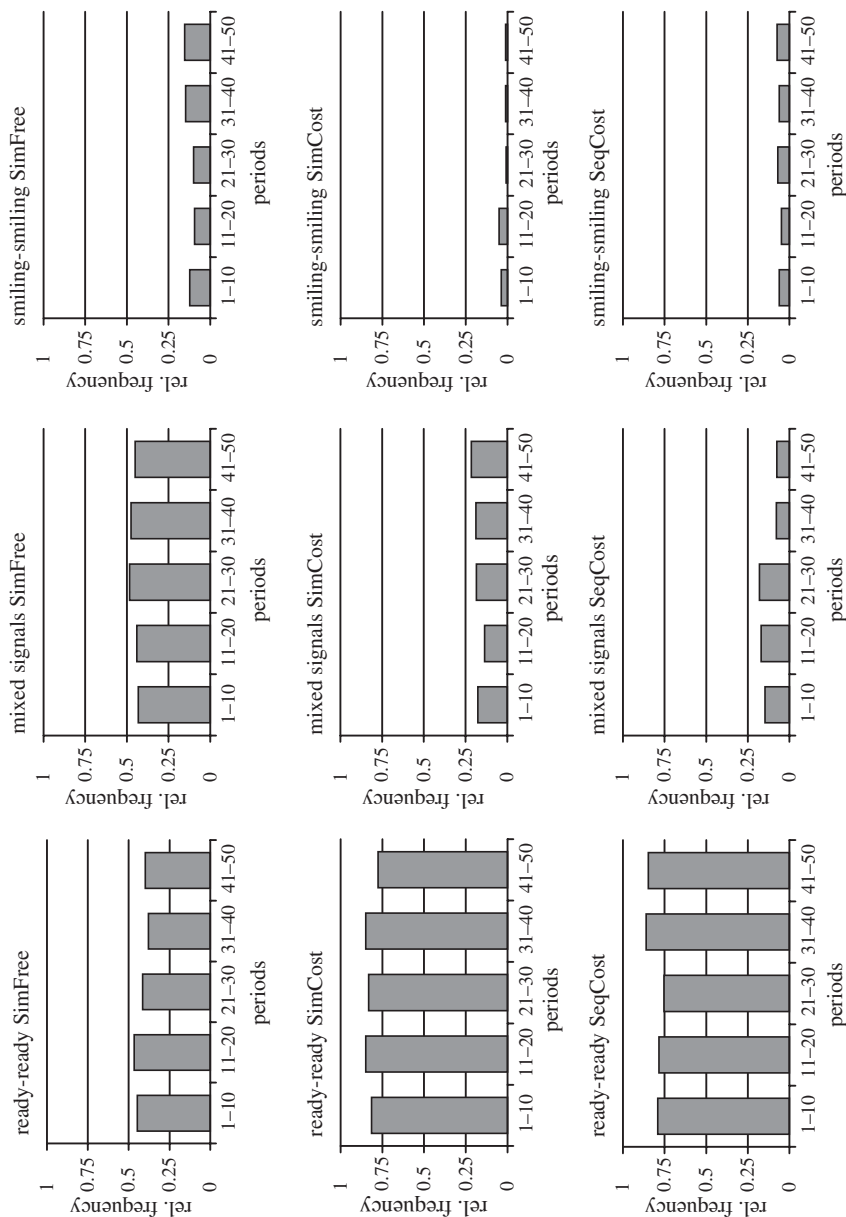 ready-ready SimFree
rel. frequency
1
0.75
0.5
0.25
0
1–10 11–20 21–30 31–40 41–50
periods
mixed signals SimFree
rel. frequency
1
0.75
0.5
0.25
0
1–10 11–20 21–30 31–40 41–50
periods
smiling-smiling SimFree
rel. frequency
1
0.75
0.5
0.25
0
1–10 11–20 21–30 31–40 41–50
periods
ready-ready SimCost
rel. frequency
1
0.75
0.5
0.25
0
1–10 11–20 21–30 31–40 41–50
periods
mixed signals SimCost
rel. frequency
1
0.75
0.5
0.25
0
1–10 11–20 21–30 31–40 41–50
periods
smiling-smiling SimCost
rel. frequency
1
0.75
0.5
0.25
0
1–10 11–20 21–30 31–40 41–50
periods
ready-ready SeqCost
rel. frequency
1
0.75
0.5
0.25
0
1–10 11–20 21–30 31–40 41–50
periods
mixed signals SeqCost
rel. frequency
1
0.75
0.5
0.25
0
1–10 11–20 21–30 31–40 41–50
periods
smiling-smiling SeqCost
rel. frequency
1
0.75
0.5
0.25
0
1–10 11–20 21–30 31–40 41–50
periods